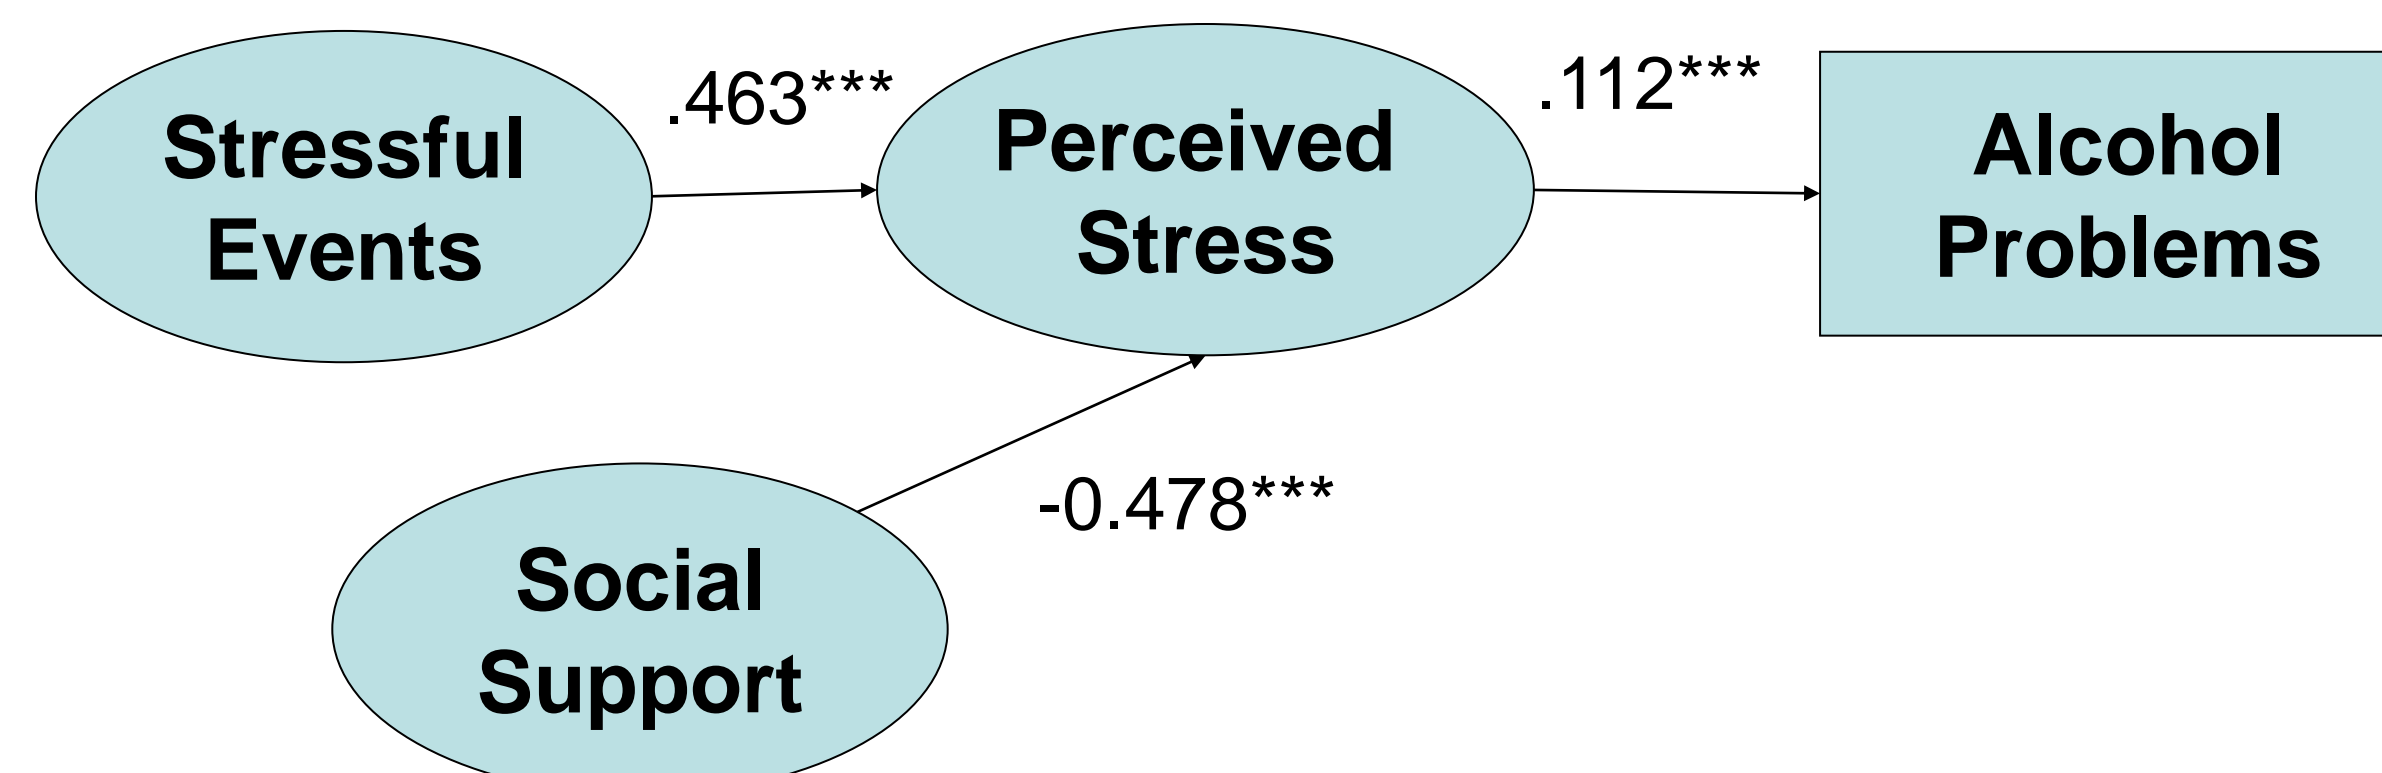 Stressful
Events
.463***
Perceived
Stress
.112***
Alcohol
Problems
-0.478***
Social
Support